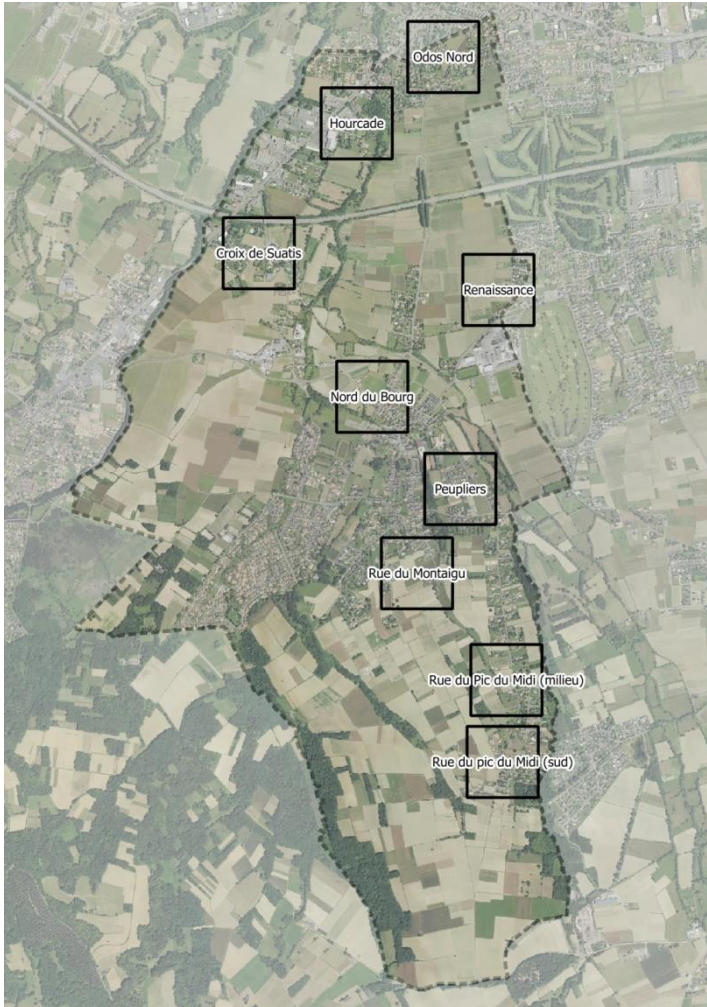 Odos Nord
Hourcade
Croix de Suatis
Renaissance
Nord du Bourg
Peupliers
Rue du Montaigu
Rue du Pic du Midi (milieu)
Rue du pic du Midi (sud)